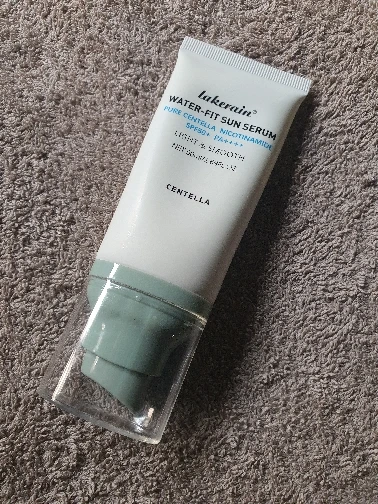 lakerain®
WATER-FIT SUN SERUM
PURE CENTELLA NICOTINAMIDE
SPF50+ PA++++
LIGHT & SMOOTH
CENTELLA